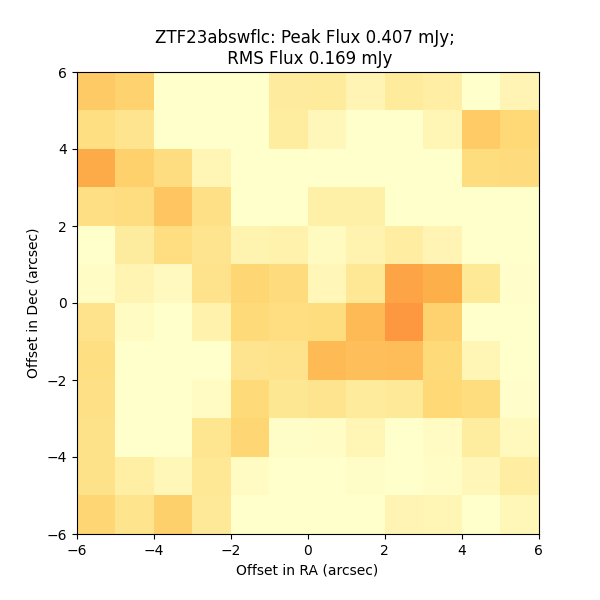 ZTF23abswflc: Peak Flux 0.407 mJy;
RMS Flux 0.169 mJy
6
4
2
0
−2
−4
−6
Offset in Dec (arcsec)
−6 −4 −2 0 2 4 6
Offset in RA (arcsec)